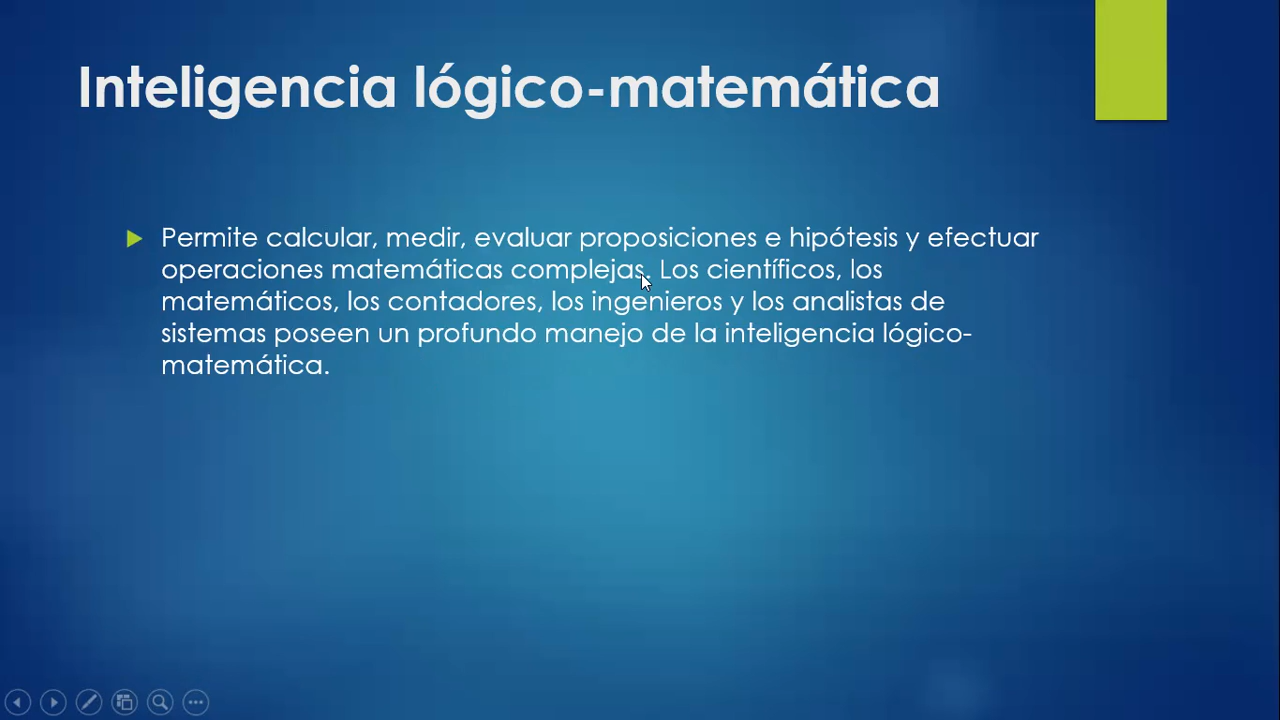 Inteligencia lógico-matemática
Permite calcular, medir, evaluar proposiciones e hipótesis y efectuar
operaciones matemáticas complejas. Los científicos, los
matemáticos, los contadores, los ingenieros y los analistas de
sistemas poseen un profundo manejo de la inteligencia lógico-
matemática.